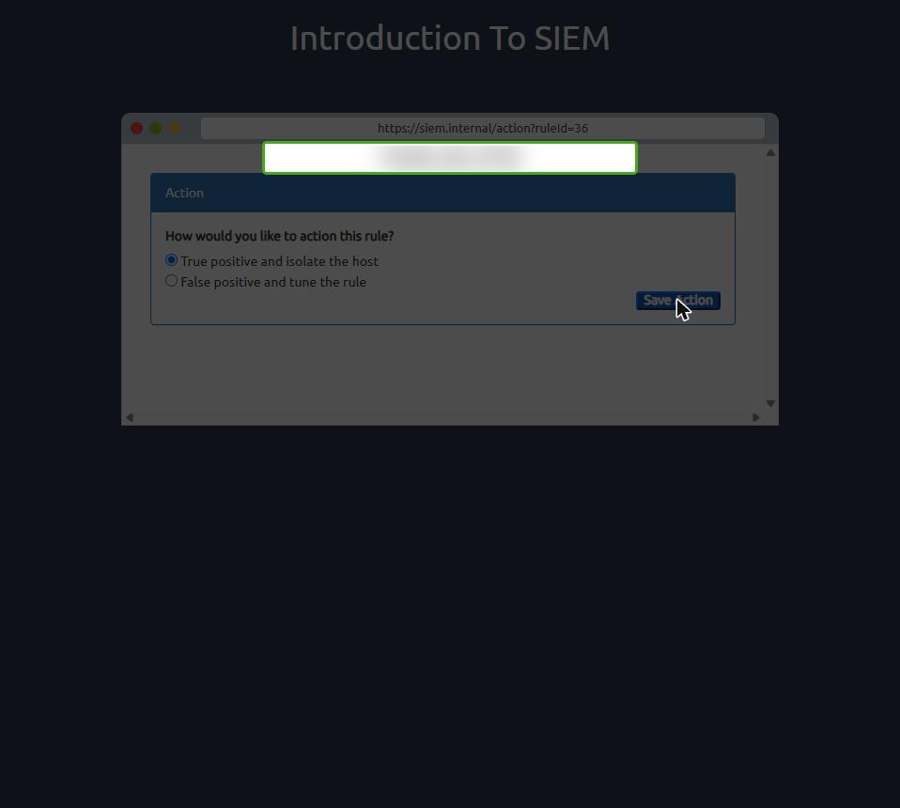 Introduction To SIEM
https://siem.internal/action?ruleId=36
Action
How would you like to action this rule?
True positive and isolate the host
False positive and tune the rule
Save Action